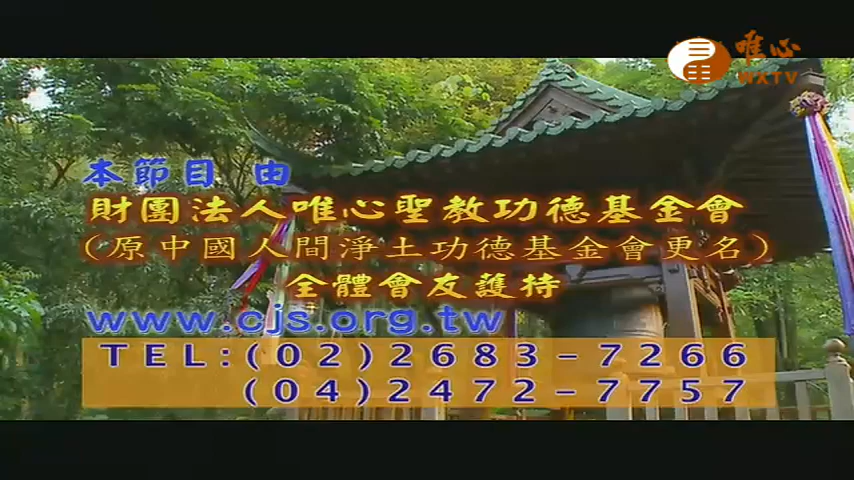 唯心
WXTV
本節目 由
財團法人唯心聖教功德基金會
(原中國人間淨土功德基金會更名)
全體會友護持
www.cjs.org.tw
TEL:(02)2683-7266
(04)2472-7757